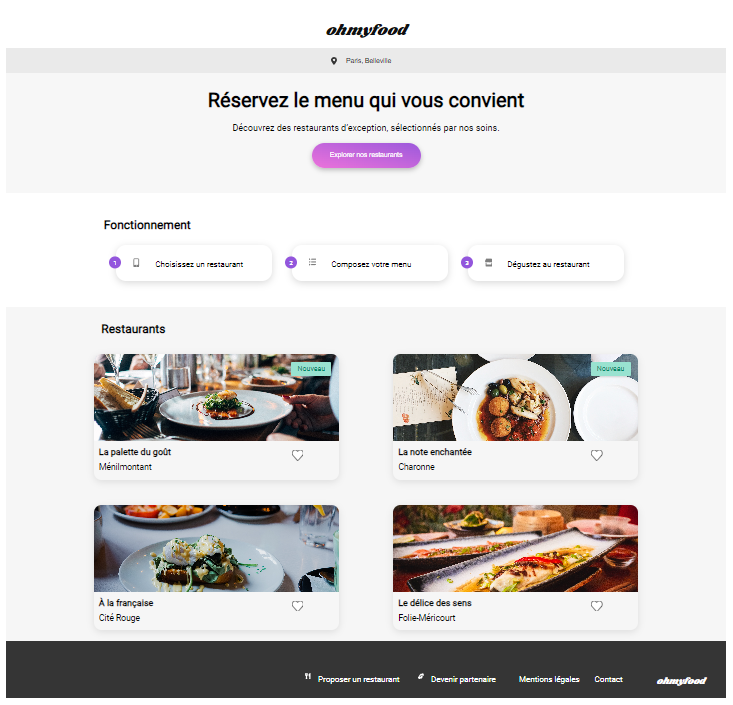 ohmyfood
Paris, Belleville
Réservez le menu qui vous convient
Découvrez des restaurants d'exception, sélectionnés par nos soins.
Explorer nos restaurants
Fonctionnement
1 Choisissez un restaurant
2 Composez votre menu
3 Dégustez au restaurant
Restaurants
Nouveau
La palette du goût
Ménilmontant
Nouveau
La note enchantée
Charonne
À la française
Cité Rouge
Le délice des sens
Folie-Méricourt
Proposer un restaurant
Devenir partenaire
Mentions légales
Contact
ohmyfood